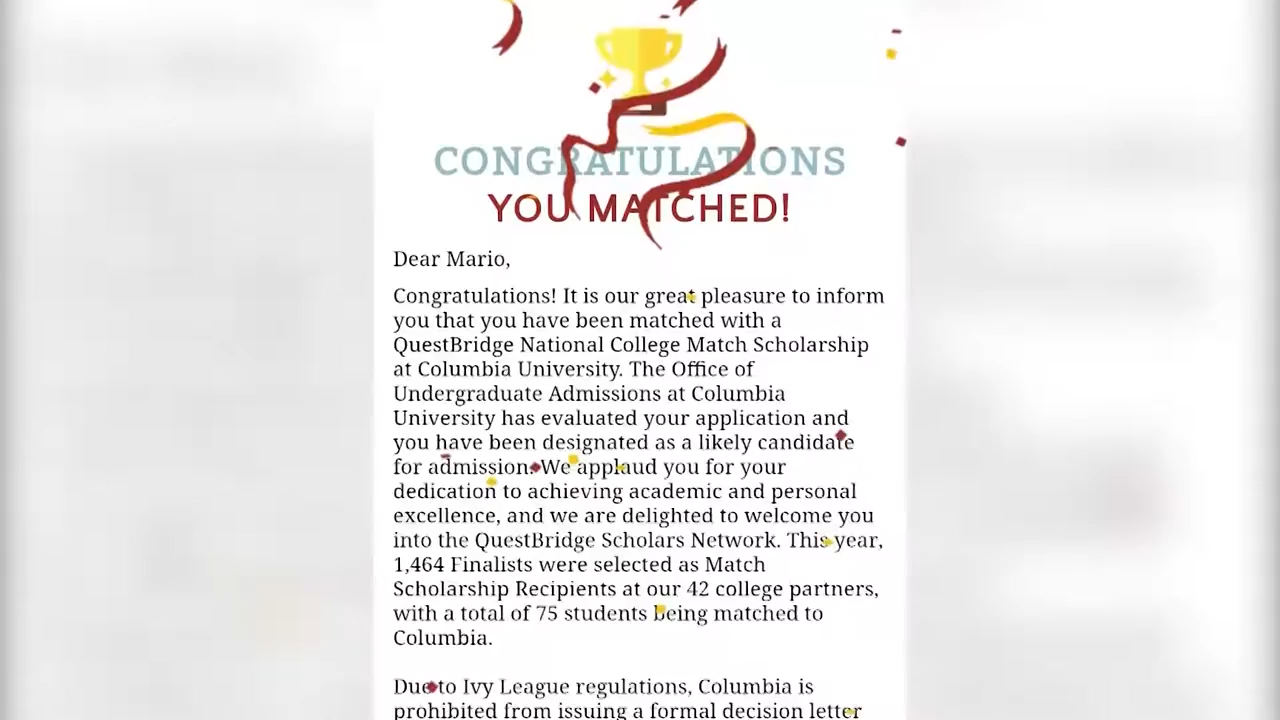 CONGRATULATIONS
YOU MATCHED!
Dear Mario,
Congratulations! It is our great pleasure to inform
you that you have been matched with a
QuestBridge National College Match Scholarship
at Columbia University. The Office of
Undergraduate Admissions at Columbia
University has evaluated your application and
you have been designated as a likely candidate
for admission. We applaud you for your
dedication to achieving academic and personal
excellence, and we are delighted to welcome you
into the QuestBridge Scholars Network. This year,
1,464 Finalists were selected as Match
Scholarship Recipients at our 42 college partners,
with a total of 75 students being matched to
Columbia.
Due to Ivy League regulations, Columbia is
prohibited from issuing a formal decision letter